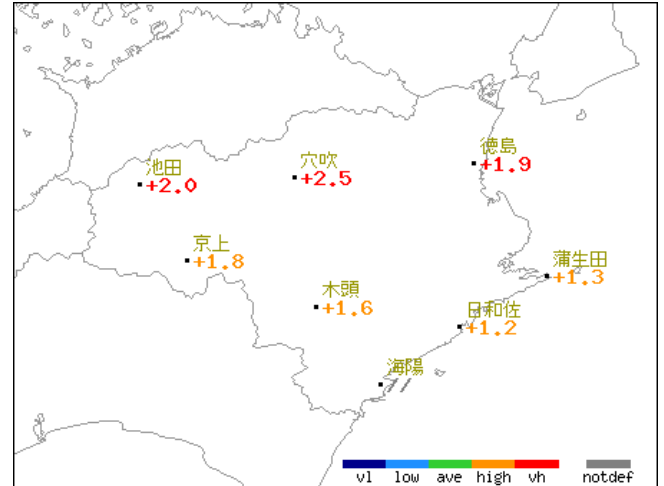 徳島
+1.9
穴吹
+2.5
池田
+2.0
京上
+1.8
蒲生田
+1.3
木頭
+1.6
日和佐
+1.2
海陽
vl low ave high vh notdef